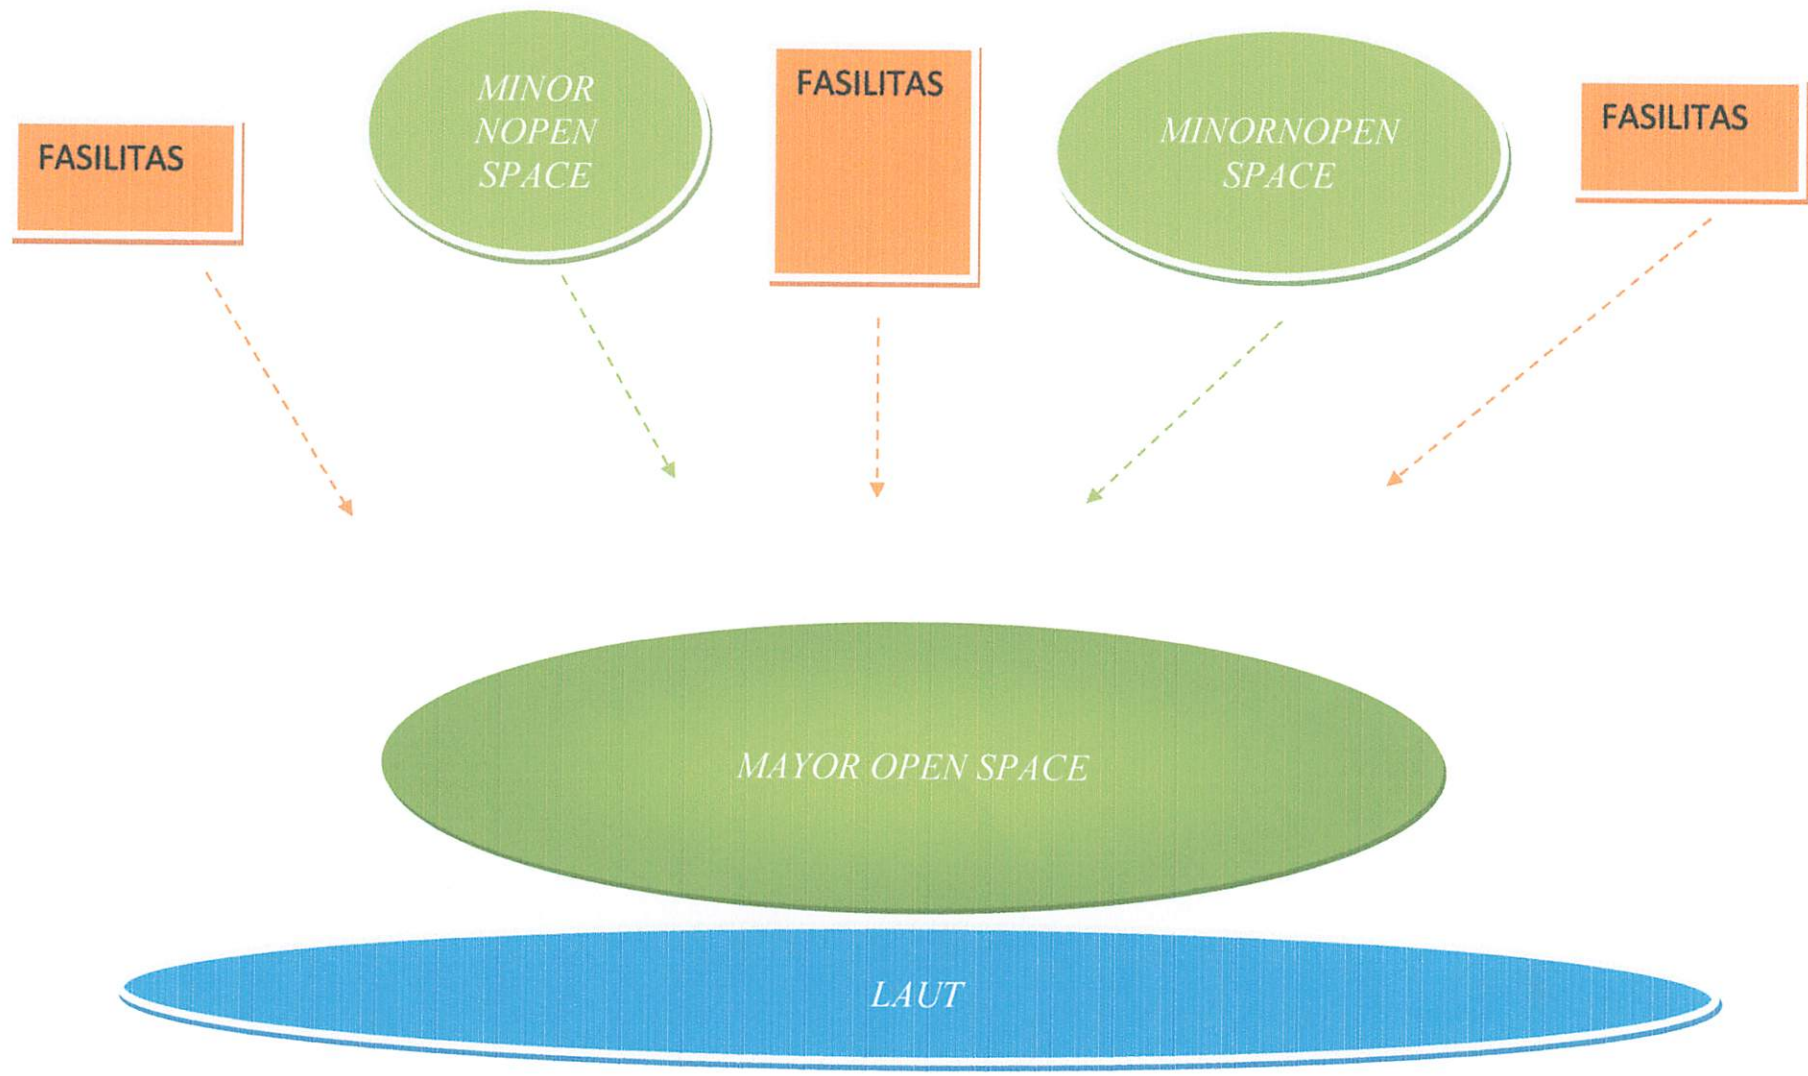 FASILITAS
MINOR
NOPEN
SPACE
FASILITAS
MINORNOPEN
SPACE
FASILITAS
MAYOR OPEN SPACE
LAUT